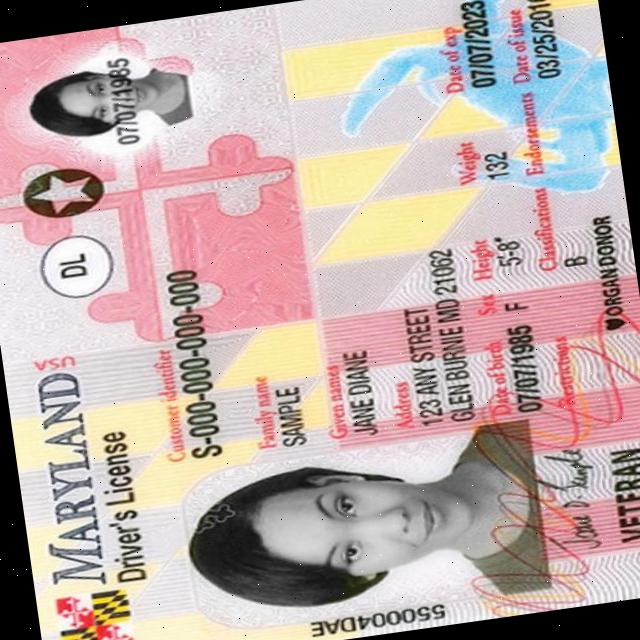 MARYLAND USA
Driver's License
DL
07/07/1985
Customer identifier
S-000-000-000-000
Family name
SAMPLE
Given names
JANE DIANE
Address
123 ANY STREET
GLEN BURNIE MD 21062
Date of birth Sex Height Weight Date of exp
07/07/1985 F 5-8" 132 07/07/2023
Restrictions Classifications Endorsements Date of issue
B 03/25/201
VETERAN ORGAN DONOR
550004DAE